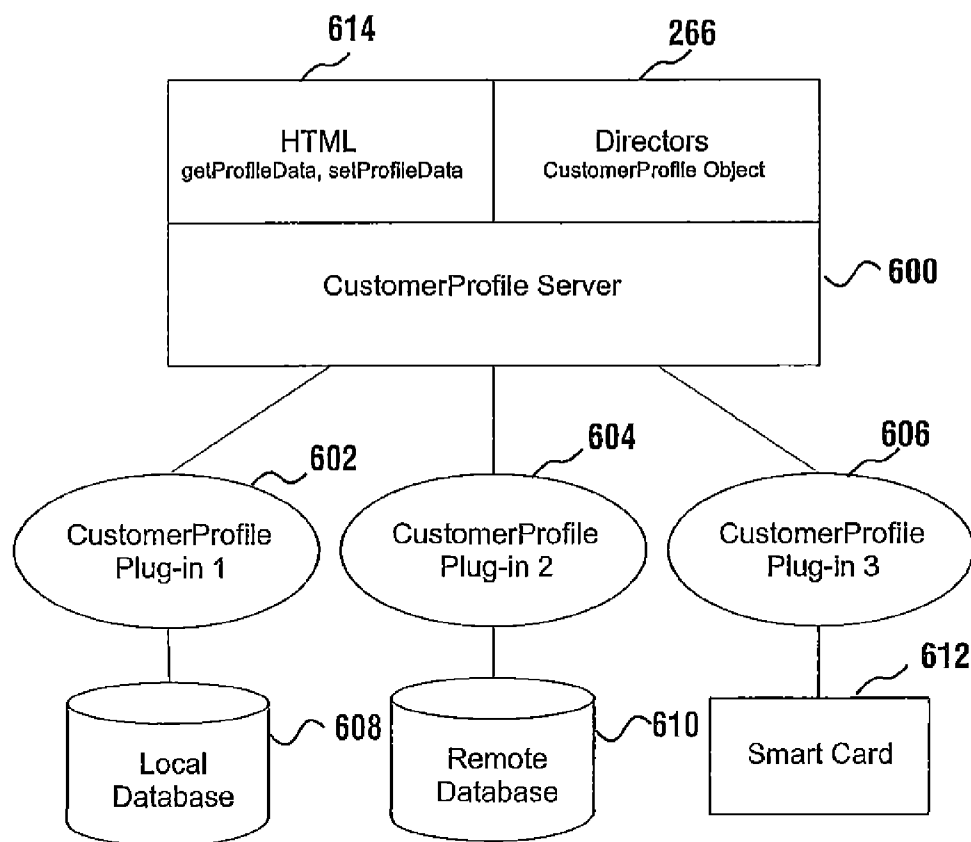 614
266
HTML
getProfileData, setProfileData
Directors
CustomerProfile Object
CustomerProfile Server
600
602
604
606
CustomerProfile
Plug-in 1
CustomerProfile
Plug-in 2
CustomerProfile
Plug-in 3
612
608
610
Local
Database
Remote
Database
Smart Card